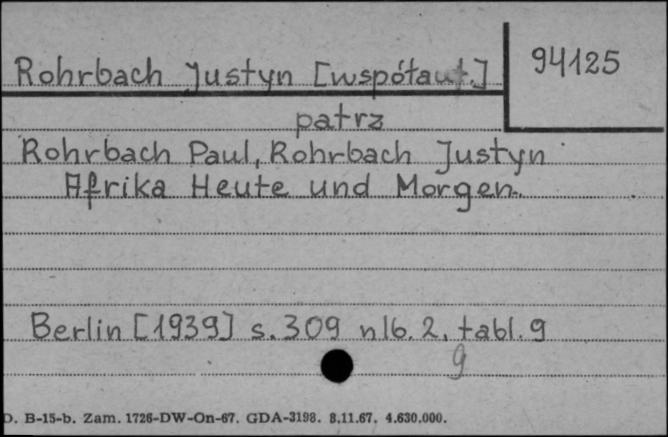 Rohrbach Justyn [współaut.]
94125
patrz
Rohrbach Paul, Rohrbach Justyn
Afrika Heute und Morgen.
Berlin [1939] s. 309 nlb. 2, tabl. 9
9
D. B-15-b. Zam. 1726-DW-On-67. GDA-3198. 8.11.67. 4.630.000.